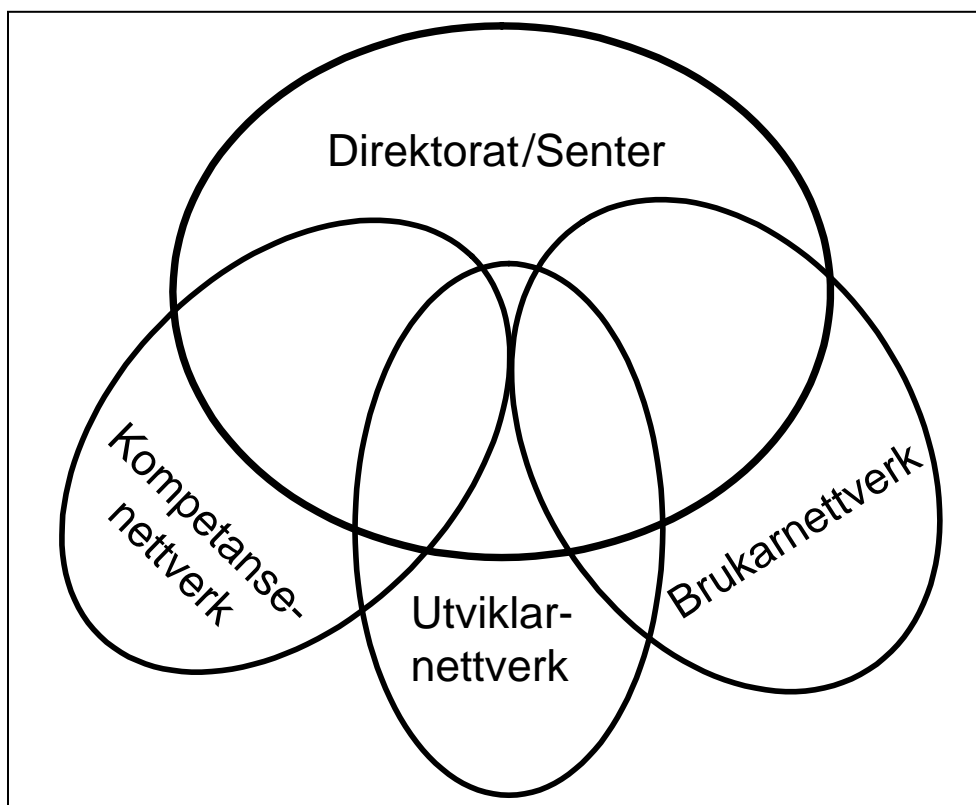 Direktorat/Senter
Kompetanse-
nettverk
Utviklar-
nettverk
Brukarnettverk